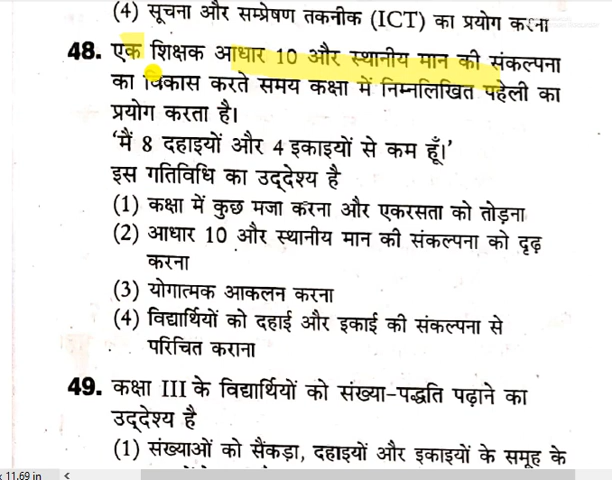 (4) सूचना और सम्प्रेषण तकनीक (ICT) का प्रयोग करना
48. एक शिक्षक आधार 10 और स्थानीय मान की संकल्पना
का विकास करते समय कक्षा में निम्नलिखित पहेली का
प्रयोग करता है।
'मैं 8 दहाइयों और 4 इकाइयों से कम हूँ।'
इस गतिविधि का उद्देश्य है
(1) कक्षा में कुछ मजा करना और एकरसता को तोड़ना
(2) आधार 10 और स्थानीय मान की संकल्पना को दृढ़
करना
(3) योगात्मक आकलन करना
(4) विद्यार्थियों को दहाई और इकाई की संकल्पना से
परिचित कराना
49. कक्षा III के विद्यार्थियों को संख्या-पद्धति पढ़ाने का
उद्देश्य है
(1) संख्याओं को सैंकड़ा, दहाइयों और इकाइयों के समूह के
x 11.69 in <